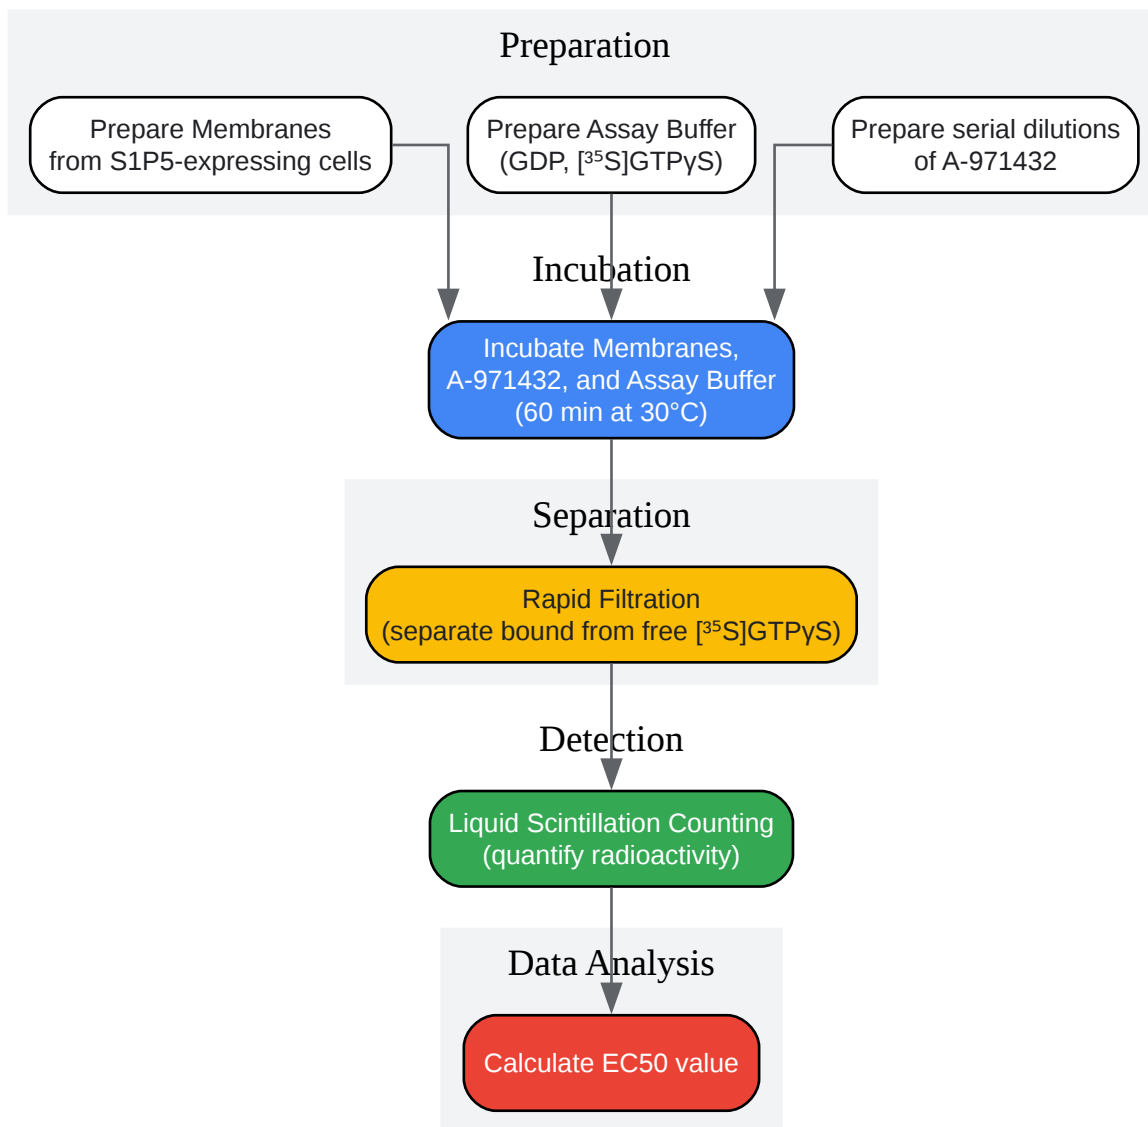 Preparation
Prepare Membranes
from S1P5-expressing cells
Prepare Assay Buffer
(GDP, [³⁵S]GTPγS)
Prepare serial dilutions
of A-971432
Incubation
Incubate Membranes,
A-971432, and Assay Buffer
(60 min at 30°C)
Separation
Rapid Filtration
(separate bound from free [³⁵S]GTPγS)
Detection
Liquid Scintillation Counting
(quantify radioactivity)
Data Analysis
Calculate EC50 value